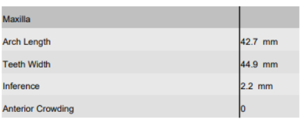 Maxilla
Arch Length 42.7 mm
Teeth Width 44.9 mm
Inference 2.2 mm
Anterior Crowding 0